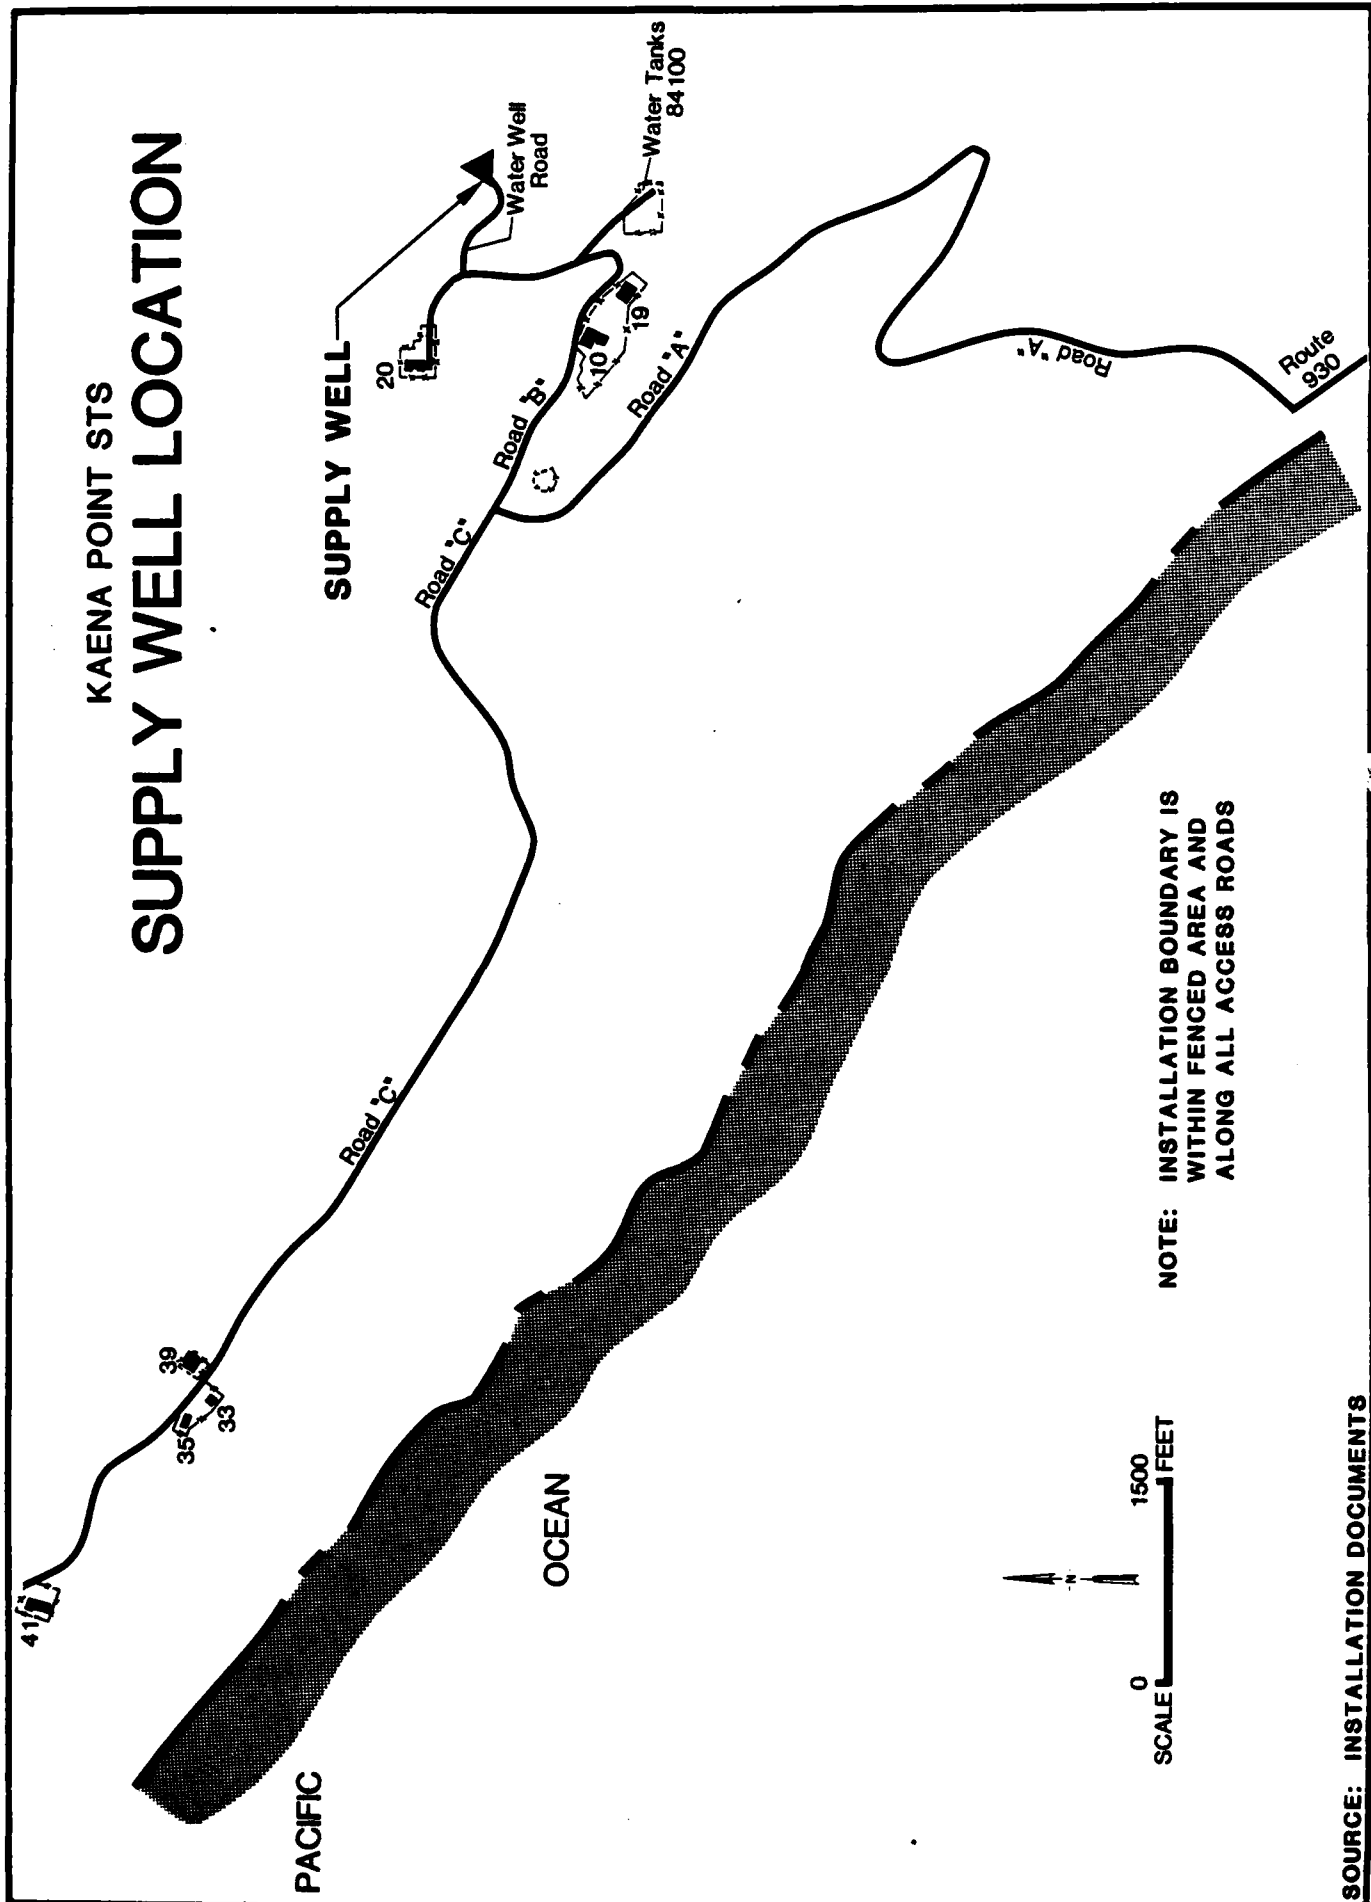 KAENA POINT STS
SUPPLY WELL LOCATION
41
35
39
33
Road "C"
Road "C"
SUPPLY WELL
20
Water Well
Road
Road "B"
10
19
Water Tanks
84100
Road "A"
Road "A"
Route
930
PACIFIC
OCEAN
N
0
1500
SCALE
FEET
NOTE: INSTALLATION BOUNDARY IS
WITHIN FENCED AREA AND
ALONG ALL ACCESS ROADS
SOURCE: INSTALLATION DOCUMENTS